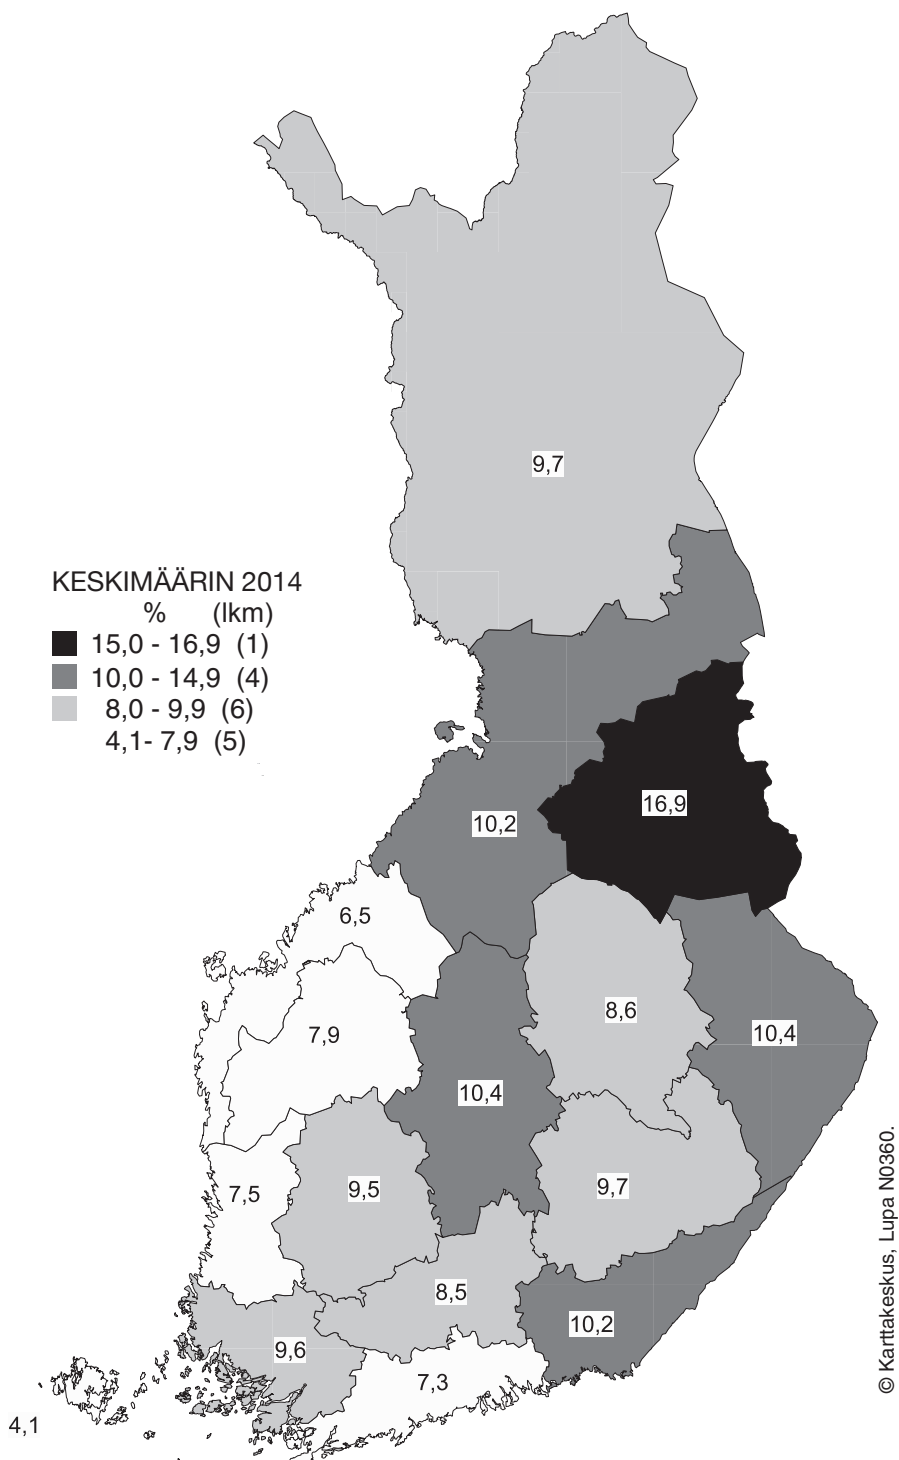 9,7
KESKIMÄÄRIN 2014
% (lkm)
15,0 - 16,9 (1)
10,0 - 14,9 (4)
8,0 - 9,9 (6)
4,1- 7,9 (5)
16,9
10,2
6,5
8,6
10,4
7,9
10,4
7,5
9,5
9,7
8,5
10,2
9,6
7,3
4,1
© Karttakeskus, Lupa N0360.